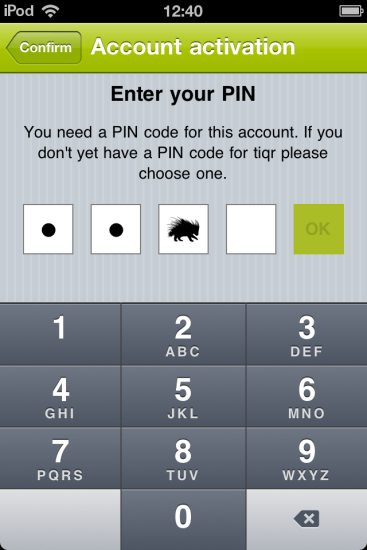 iPod 12:40
Confirm Account activation
Enter your PIN
You need a PIN code for this account. If you
don't yet have a PIN code for tiqr please
choose one.
OK
1 2 3
ABC DEF
4 5 6
GHI JKL MNO
7 8 9
PQRS TUV WXYZ
0